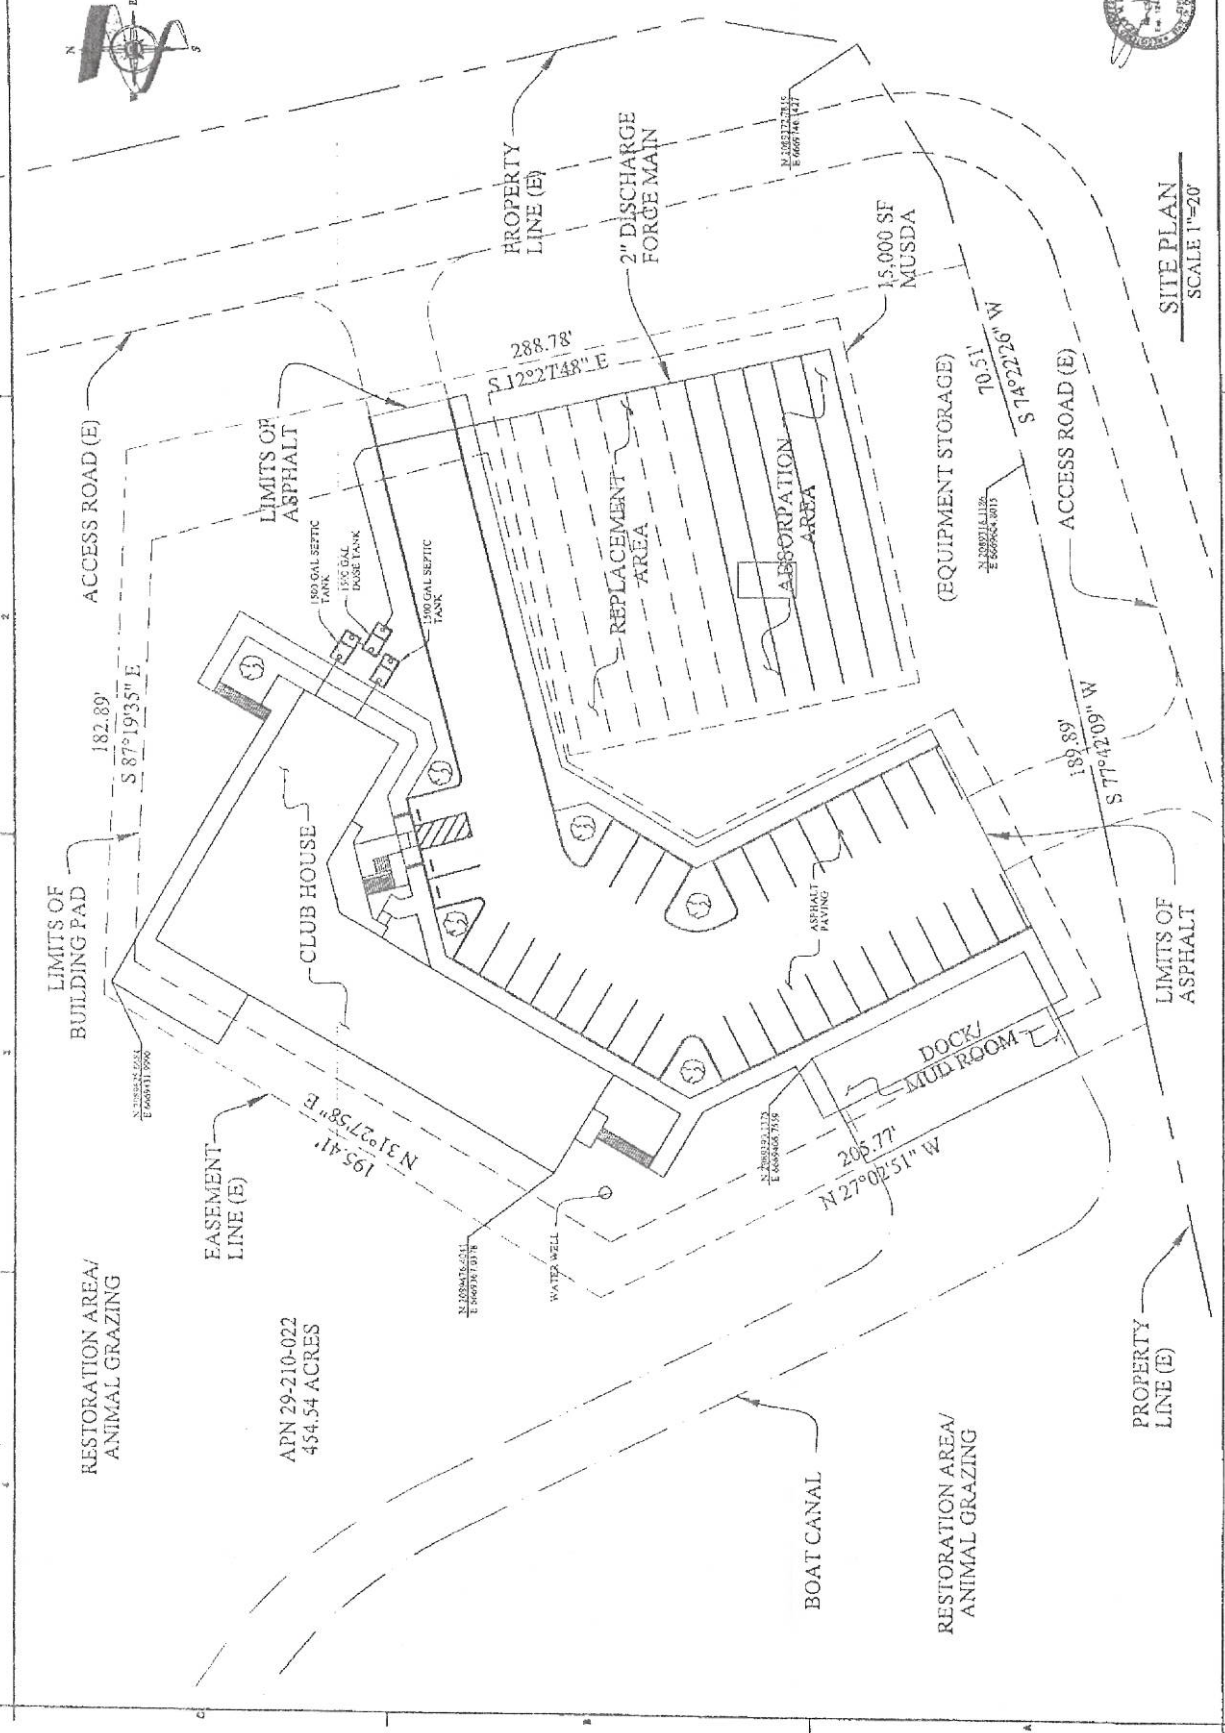 RESTORATION AREA/
ANIMAL GRAZING
APN 29-210-022
454.54 ACRES
EASEMENT
LINE (E)
195.41'
N 31°27'58" E
LIMITS OF
BUILDING PAD
182.89'
S 87°19'35" E
CLUB HOUSE
ACCESS ROAD (E)
LIMITS OF
ASPHALT
1500 GAL SEPTIC
TANK
1500 GAL
DOSE TANK
1500 GAL SEPTIC
TANK
WATER WELL
288.78'
S 12°27'48" E
PROPERTY
LINE (E)
2" DISCHARGE
FORCE MAIN
15,000 SF
MUSDA
REPLACEMENT
AREA
ABSORPATION
AREA
ASPHALT
PAVING
DOCK/
MUD ROOM
205.77'
N 27°02'51" W
(EQUIPMENT STORAGE)
70.51'
S 74°22'26" W
189.89'
S 77°42'09" W
ACCESS ROAD (E)
LIMITS OF
ASPHALT
BOAT CANAL
RESTORATION AREA/
ANIMAL GRAZING
PROPERTY
LINE (E)
SITE PLAN
SCALE 1"=20'
N
E
S
2
3
4
C
B
A